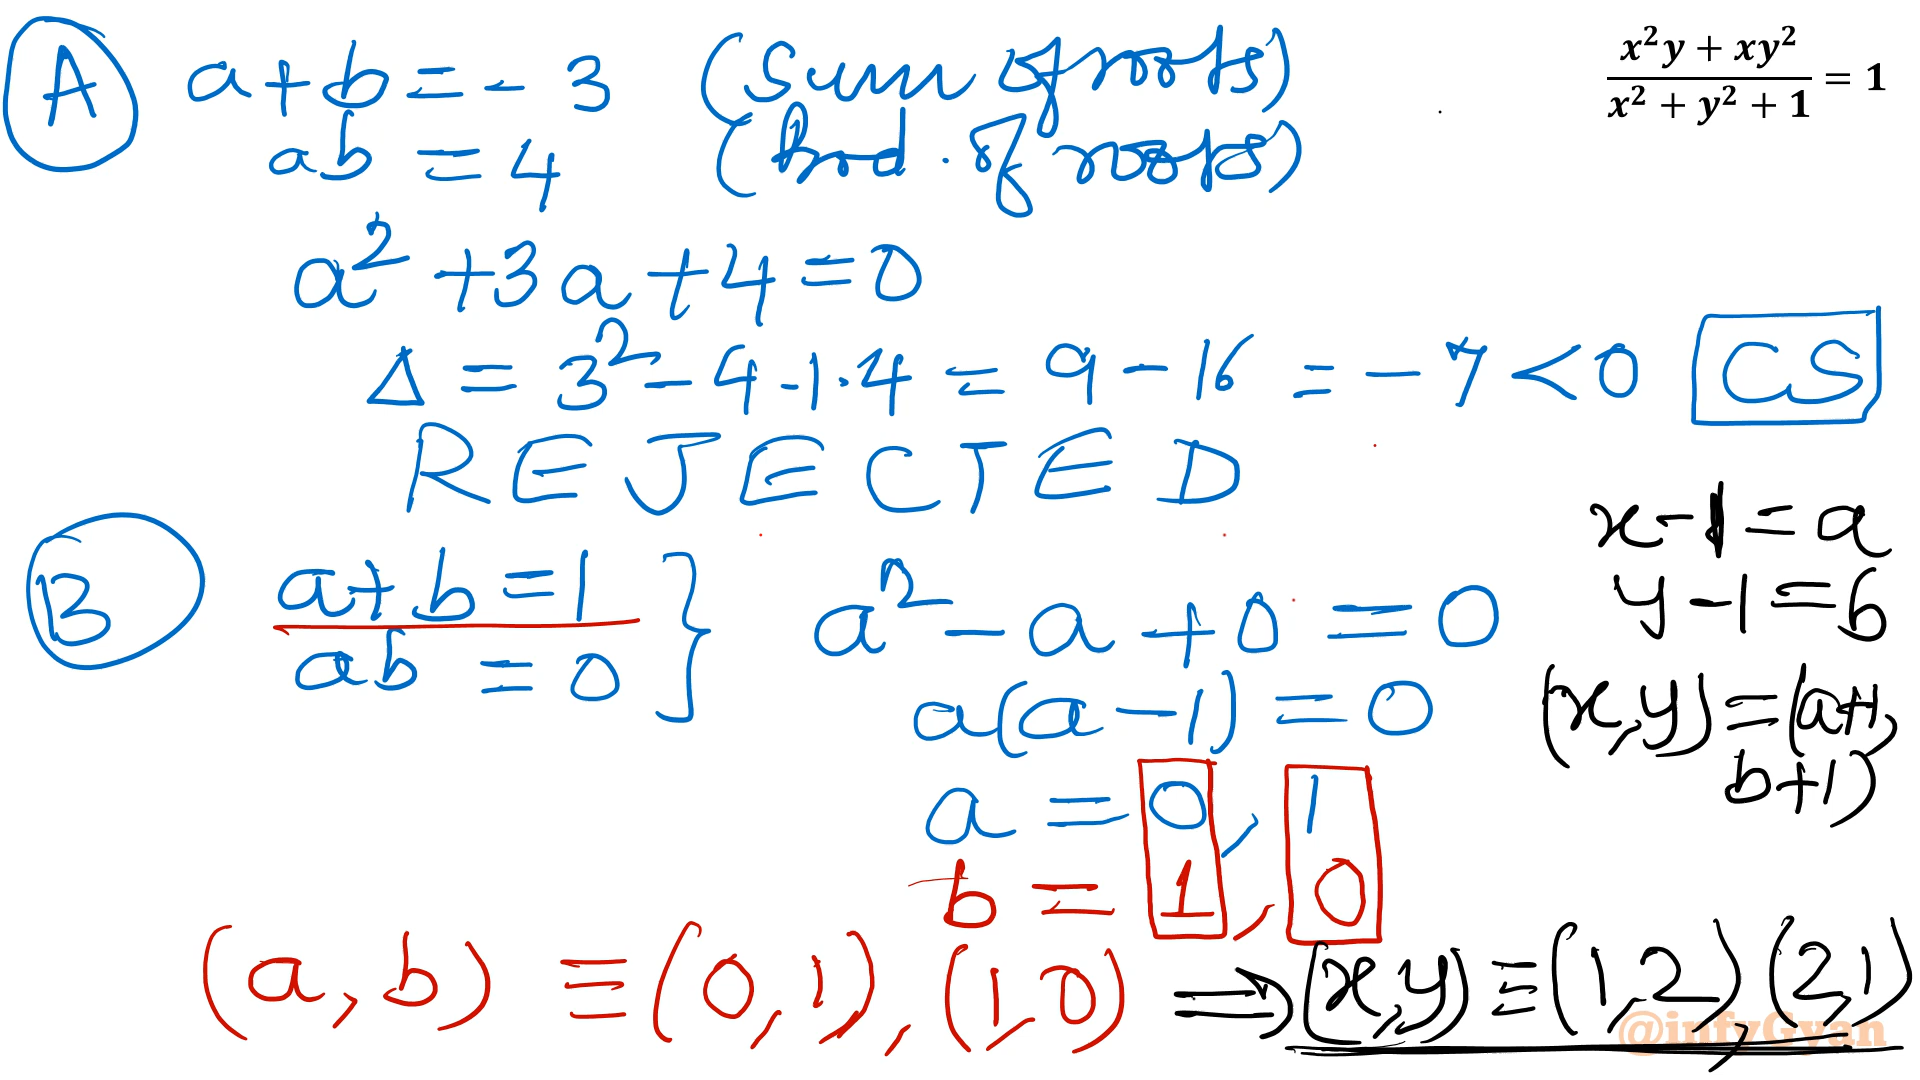 A a + b = - 3 (Sum of roots)
ab = 4 (Prod. of roots)
a² + 3a + 4 = 0
Δ = 3² - 4·1·4 = 9 - 16 = -7 < 0 CS
REJECTED
x²y + xy² / x² + y² + 1 = 1
B a + b = 1
ab = 0 }
a² - a + 0 = 0
a(a - 1) = 0
a = 0, 1
b = 1, 0
x - 1 = a
y - 1 = b
(x, y) = (a+1,
b+1)
(a, b) ≡ (0, 1), (1, 0) ⇒ (x, y) ≡ (1, 2), (2, 1)
@infyGyan